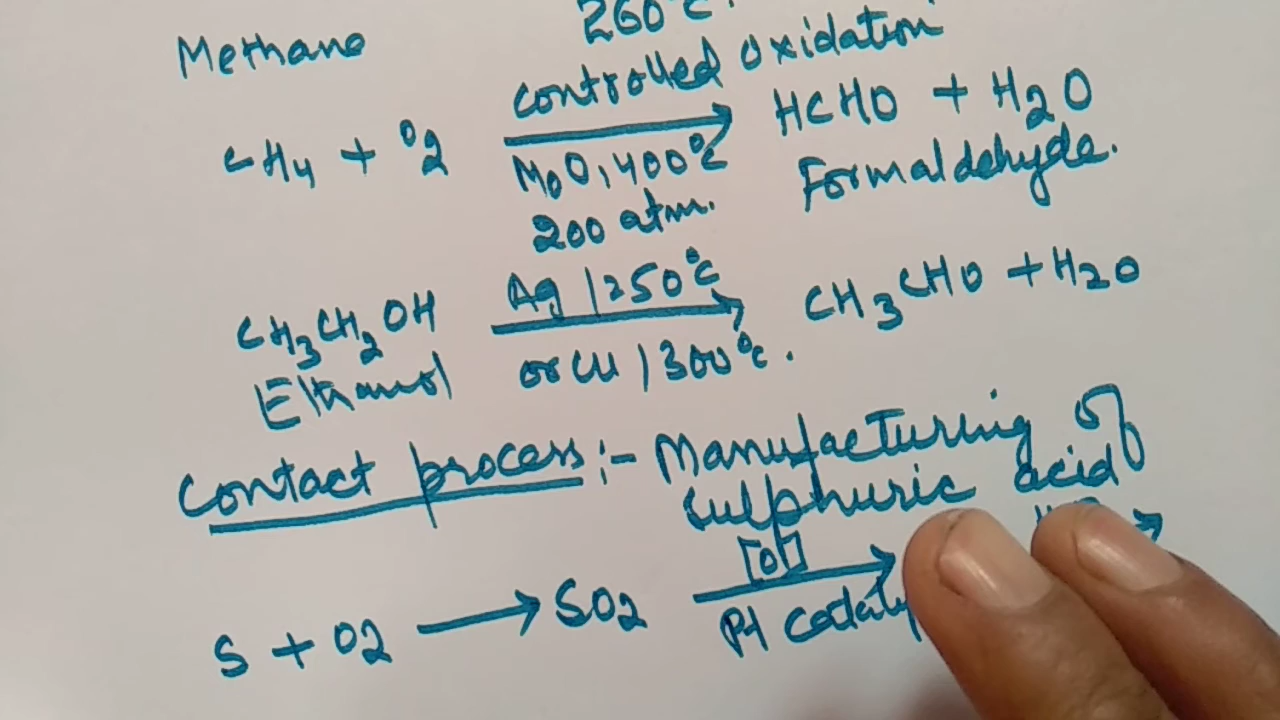 260°C.
Methane
controlled oxidation
CH4 + O2 → HCHO + H2O
MoO, 400°C
Formaldehyde.
200 atm.
Ag | 250°C
CH3CH2OH → CH3CHO + H2O
Ethanol or Cu | 300°C.
Contact process :- Manufacturing of
sulphuric acid
[O]
S + O2 → SO2 →
Pt